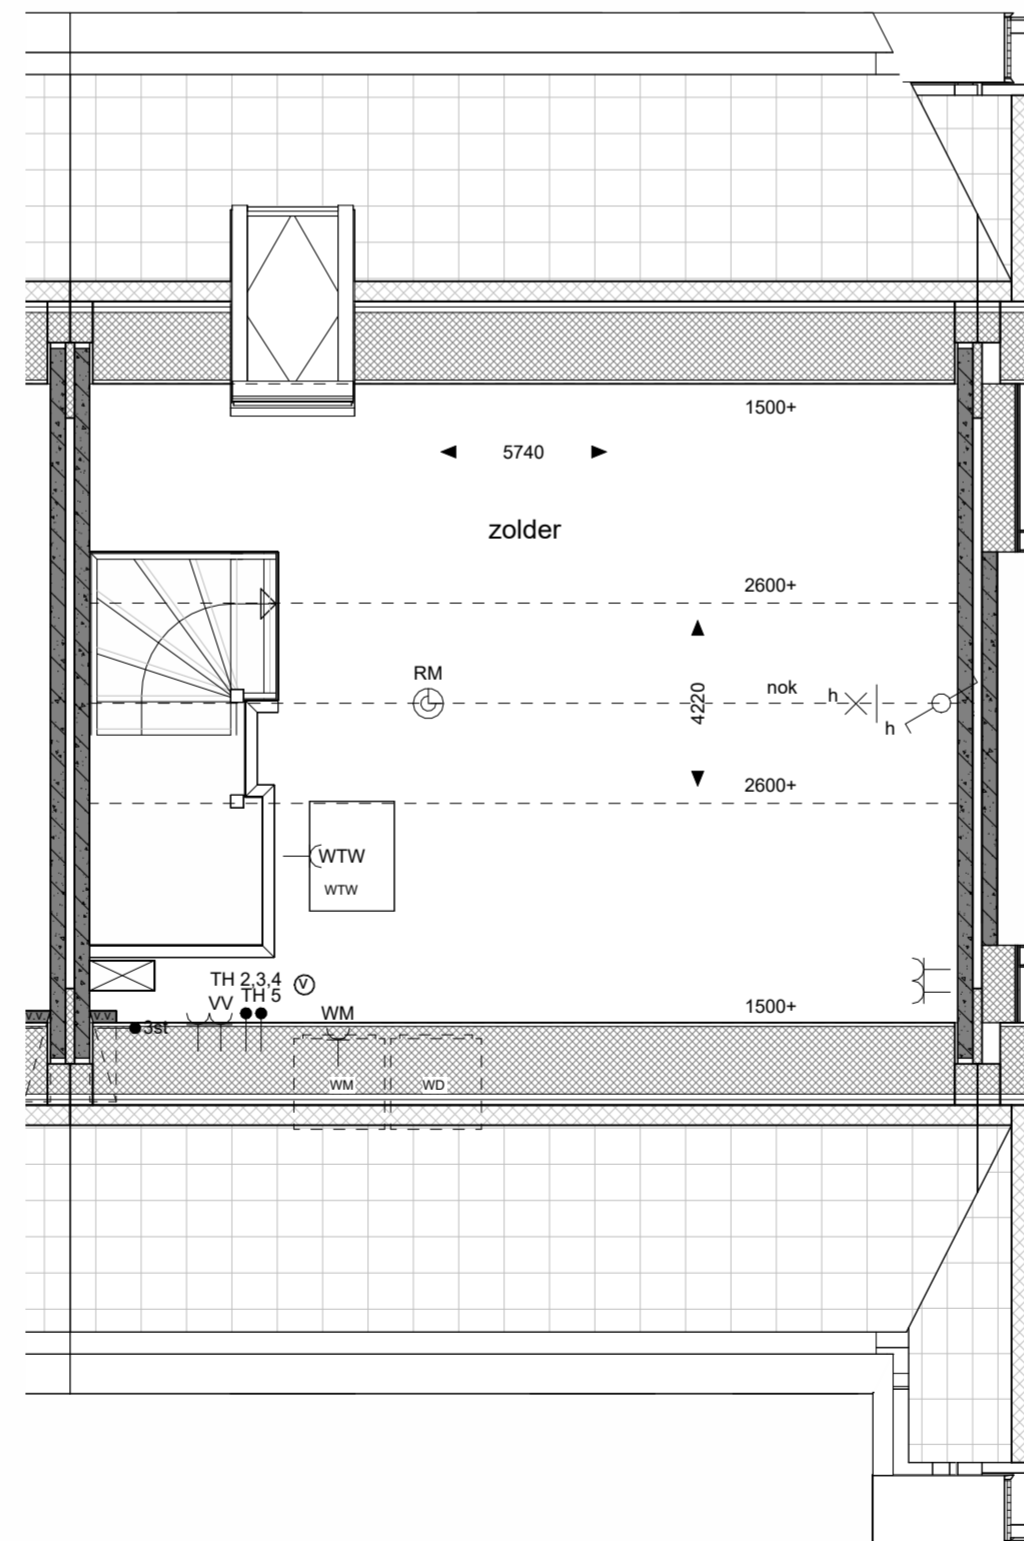 1500+
5740
zolder
2600+
RM
nok
h
h
4220
2600+
WTW
WTW
TH 2,3,4
V
TH 5
VV
WM
1500+
V.V.
V.V.
3st
WM
WD